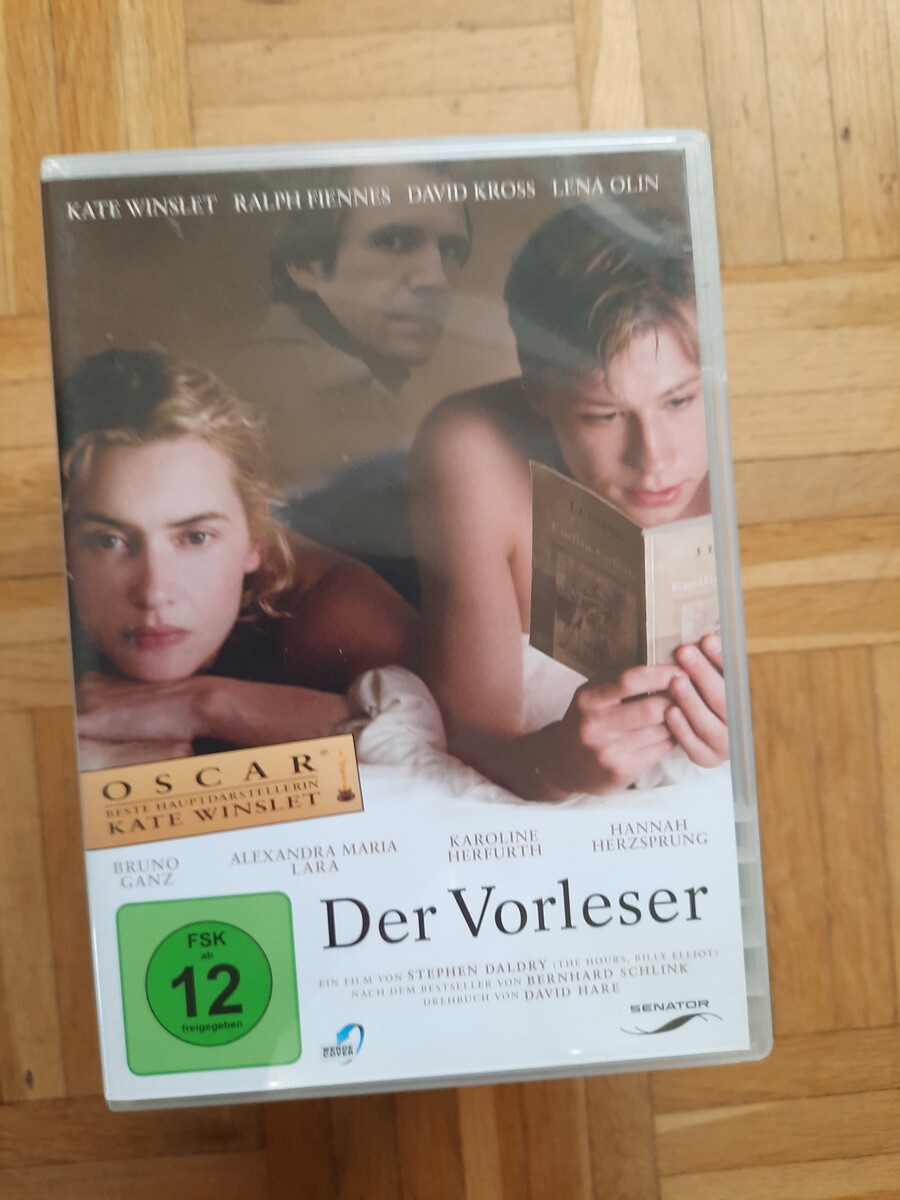 KATE WINSLET RALPH FIENNES DAVID KROSS LENA OLIN
OSCAR®
BESTE HAUPTDARSTELLERIN
KATE WINSLET
BRUNO GANZ
ALEXANDRA MARIA LARA
KAROLINE HERFURTH
HANNAH HERZSPRUNG
Der Vorleser
EIN FILM VON STEPHEN DALDRY (THE HOURS, BILLY ELLIOT)
NACH DEM BESTSELLER VON BERNHARD SCHLINK
DREHBUCH VON DAVID HARE
FSK
ab
12
freigegeben
WENDE
COVER
SENATOR